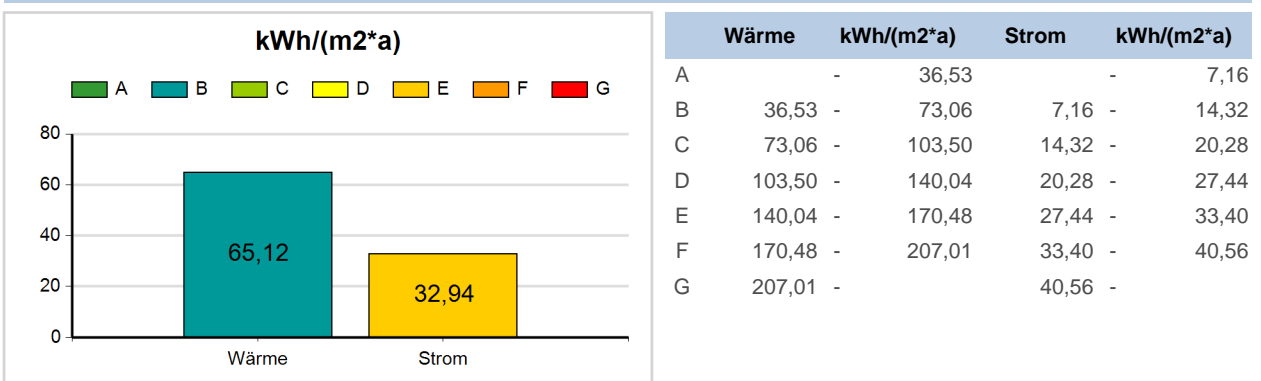 kWh/(m2*a)
A B C D E F G
80
60
40
20
0
65,12
32,94
Wärme Strom
Wärme kWh/(m2*a) Strom kWh/(m2*a)
A - 36,53 - 7,16
B 36,53 - 73,06 7,16 - 14,32
C 73,06 - 103,50 14,32 - 20,28
D 103,50 - 140,04 20,28 - 27,44
E 140,04 - 170,48 27,44 - 33,40
F 170,48 - 207,01 33,40 - 40,56
G 207,01 - 40,56 -